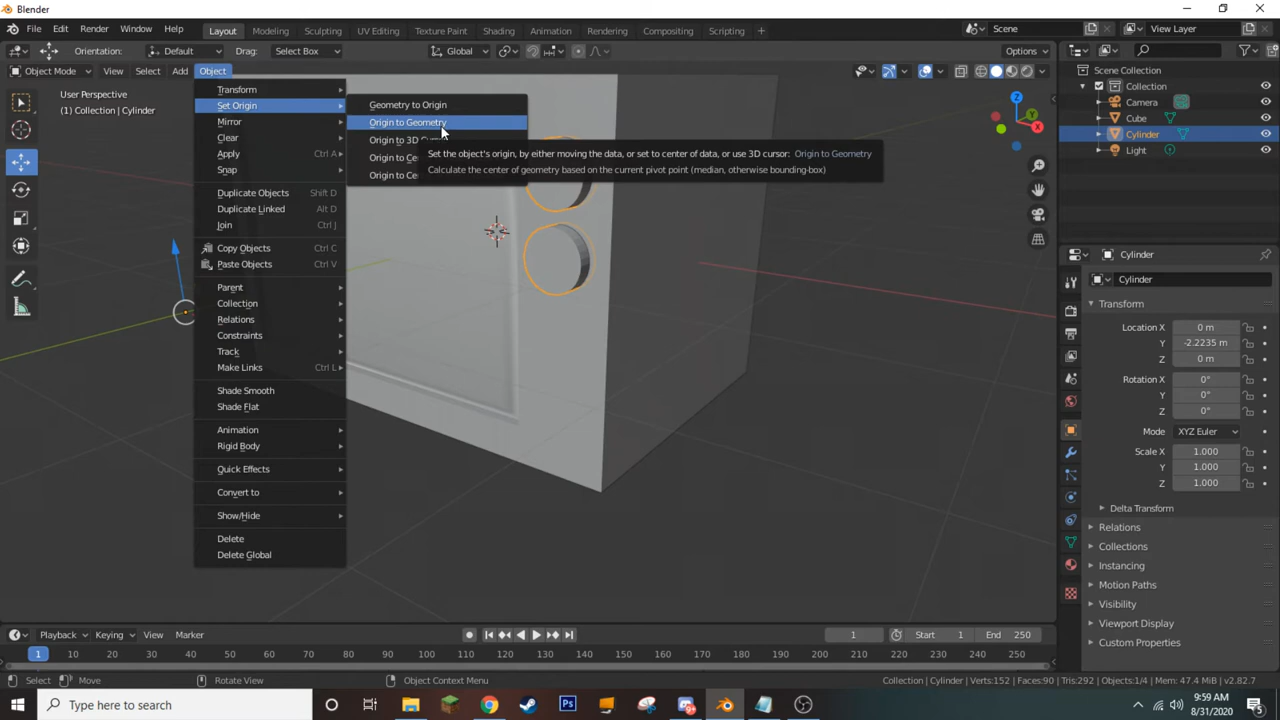 Blender
File Edit Render Window Help Layout Modeling Sculpting UV Editing Texture Paint Shading Animation Rendering Compositing Scripting Scene View Layer
Orientation: Default Drag: Select Box Global Options
Object Mode View Select Add Object
User Perspective
(1) Collection | Cylinder
Transform
Set Origin
Mirror
Clear
Apply Ctrl A
Snap
Duplicate Objects Shift D
Duplicate Linked Alt D
Join Ctrl J
Copy Objects Ctrl C
Paste Objects Ctrl V
Parent
Collection
Relations
Constraints
Track
Make Links Ctrl L
Shade Smooth
Shade Flat
Animation
Rigid Body
Quick Effects
Convert to
Show/Hide
Delete
Delete Global
Geometry to Origin
Origin to Geometry
Origin to 3D
Origin to Ce
Origin to Ce
Set the object's origin, by either moving the data, or set to center of data, or use 3D cursor: Origin to Geometry
Calculate the center of geometry based on the current pivot point (median, otherwise bounding-box)
Z
X
Scene Collection
Collection
Camera
Cube
Cylinder
Light
Cylinder
Cylinder
Transform
Location X 0 m
Y -2.2235 m
Z 0 m
Rotation X 0°
Y 0°
Z 0°
Mode XYZ Euler
Scale X 1.000
Y 1.000
Z 1.000
Delta Transform
Relations
Collections
Instancing
Motion Paths
Visibility
Viewport Display
Custom Properties
Playback Keying View Marker 1 Start 1 End 250
1 10 20 30 40 50 60 70 80 90 100 110 120 130 140 150 160 170 180 190 200 210 220 230 240 250
Select Move Rotate View Object Context Menu Collection | Cylinder | Verts:152 | Faces:90 | Tris:292 | Objects:1/4 | Mem: 47.4 MiB | v2.82.7
Type here to search
9:59 AM
8/31/2020